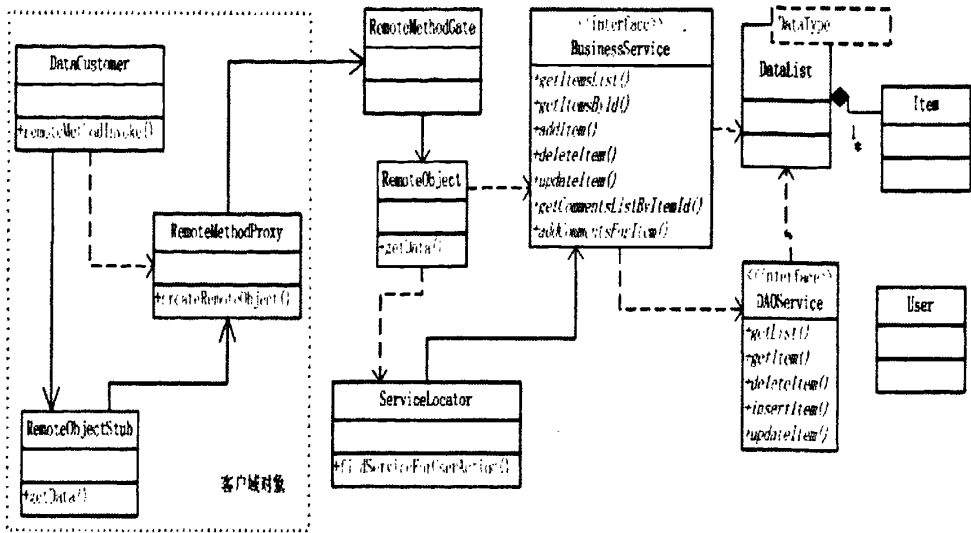 DataCustomer
+remoteMethodInvoke()
RemoteMethodProxy
+createRemoteObject()
RemoteObjectStub
+getData()
客户域对象
RemoteMethodGate
RemoteObject
+getData()
ServiceLocator
+findServiceForUserAction()
<<interface>>
BusinessService
+getItemsList()
+getItemsById()
+addItem()
+deleteItem()
+updateItem()
+getCommentsListByItemId()
+addCommentsForItem()
DataType
DataList
1
*
Item
<<interface>>
DAOService
+getList()
+getItem()
+deleteItem()
+insertItem()
+updateItem()
User